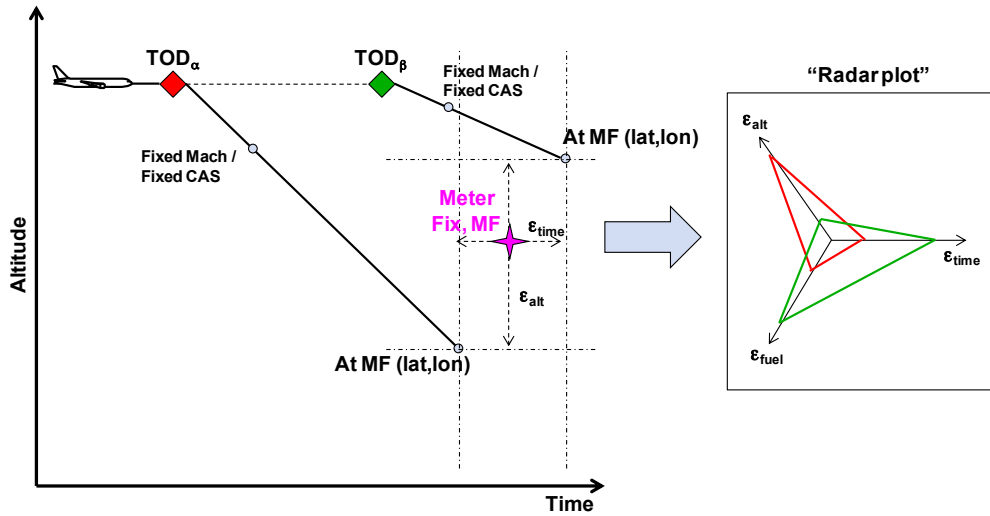 TODα
TODβ
Fixed Mach /
Fixed CAS
"Radar plot"
At MF (lat,lon)
Fixed Mach /
Fixed CAS
Meter
Fix, MF
εtime
εalt
At MF (lat,lon)
Altitude
Time
εalt
εtime
εfuel